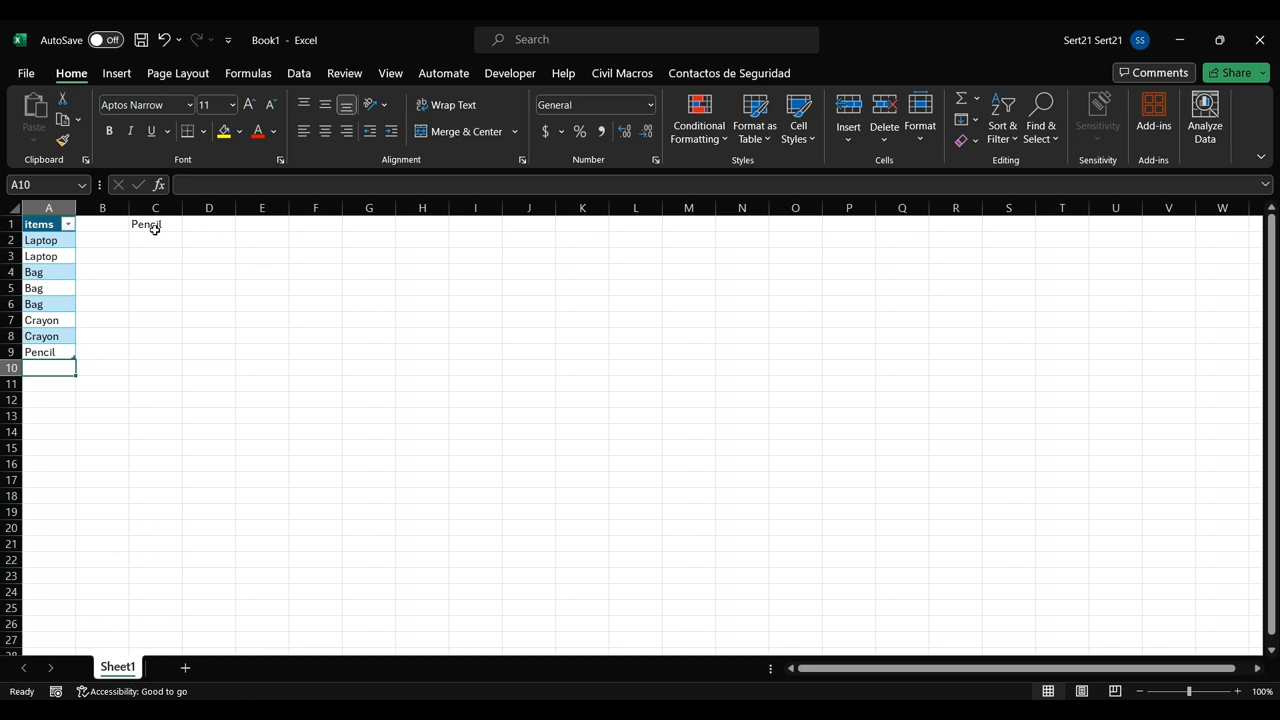 AutoSave Off Book1 - Excel Search Sert21 Sert21 SS
File Home Insert Page Layout Formulas Data Review View Automate Developer Help Civil Macros Contactos de Seguridad Comments Share
Paste
Clipboard
Aptos Narrow 11
B I U
Font
Wrap Text
Merge & Center
Alignment
General
$ % ,
Number
Conditional Formatting
Format as Table
Cell Styles
Styles
Insert Delete Format
Cells
Sort & Filter
Find & Select
Editing
Sensitivity
Sensitivity
Add-ins
Add-ins
Analyze Data
A10 fx
A B C D E F G H I J K L M N O P Q R S T U V W
1 items Pencil
2 Laptop
3 Laptop
4 Bag
5 Bag
6 Bag
7 Crayon
8 Crayon
9 Pencil
10
11
12
13
14
15
16
17
18
19
20
21
22
23
24
25
26
27
Sheet1
Ready Accessibility: Good to go 100%